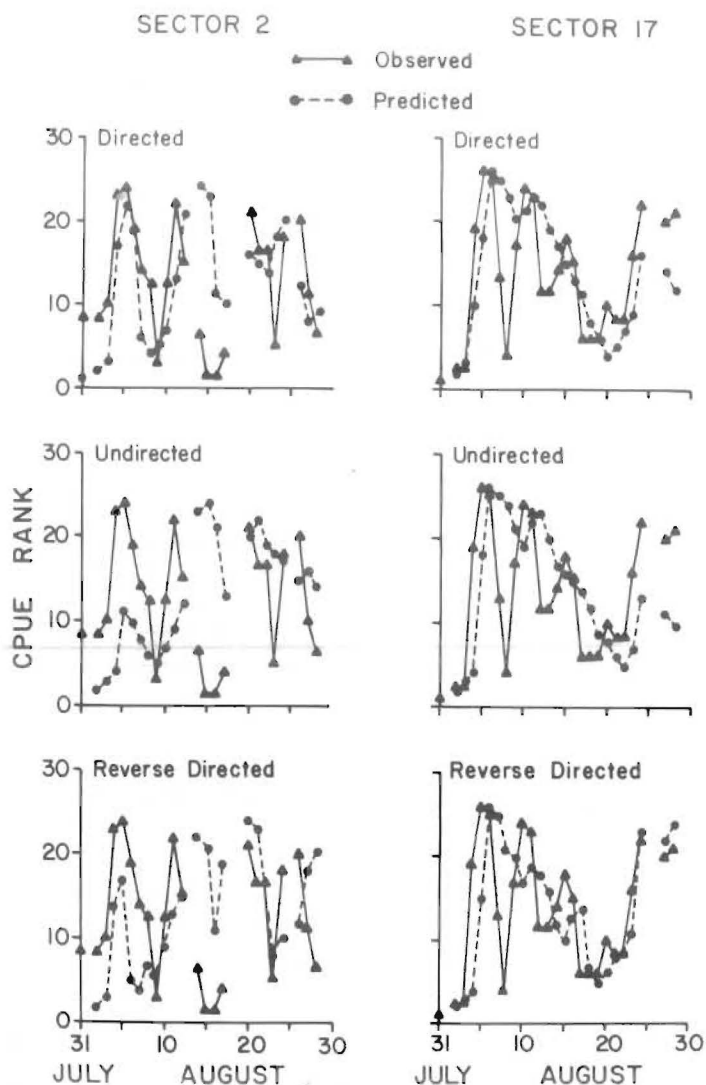 SECTOR 2
SECTOR 17
Observed
Predicted
30
Directed
20
10
0
Directed
30
Undirected
20
10
0
Undirected
CPUE RANK
30
Reverse Directed
20
10
0
Reverse Directed
31 10 20 30
JULY AUGUST
31 10 20 30
JULY AUGUST